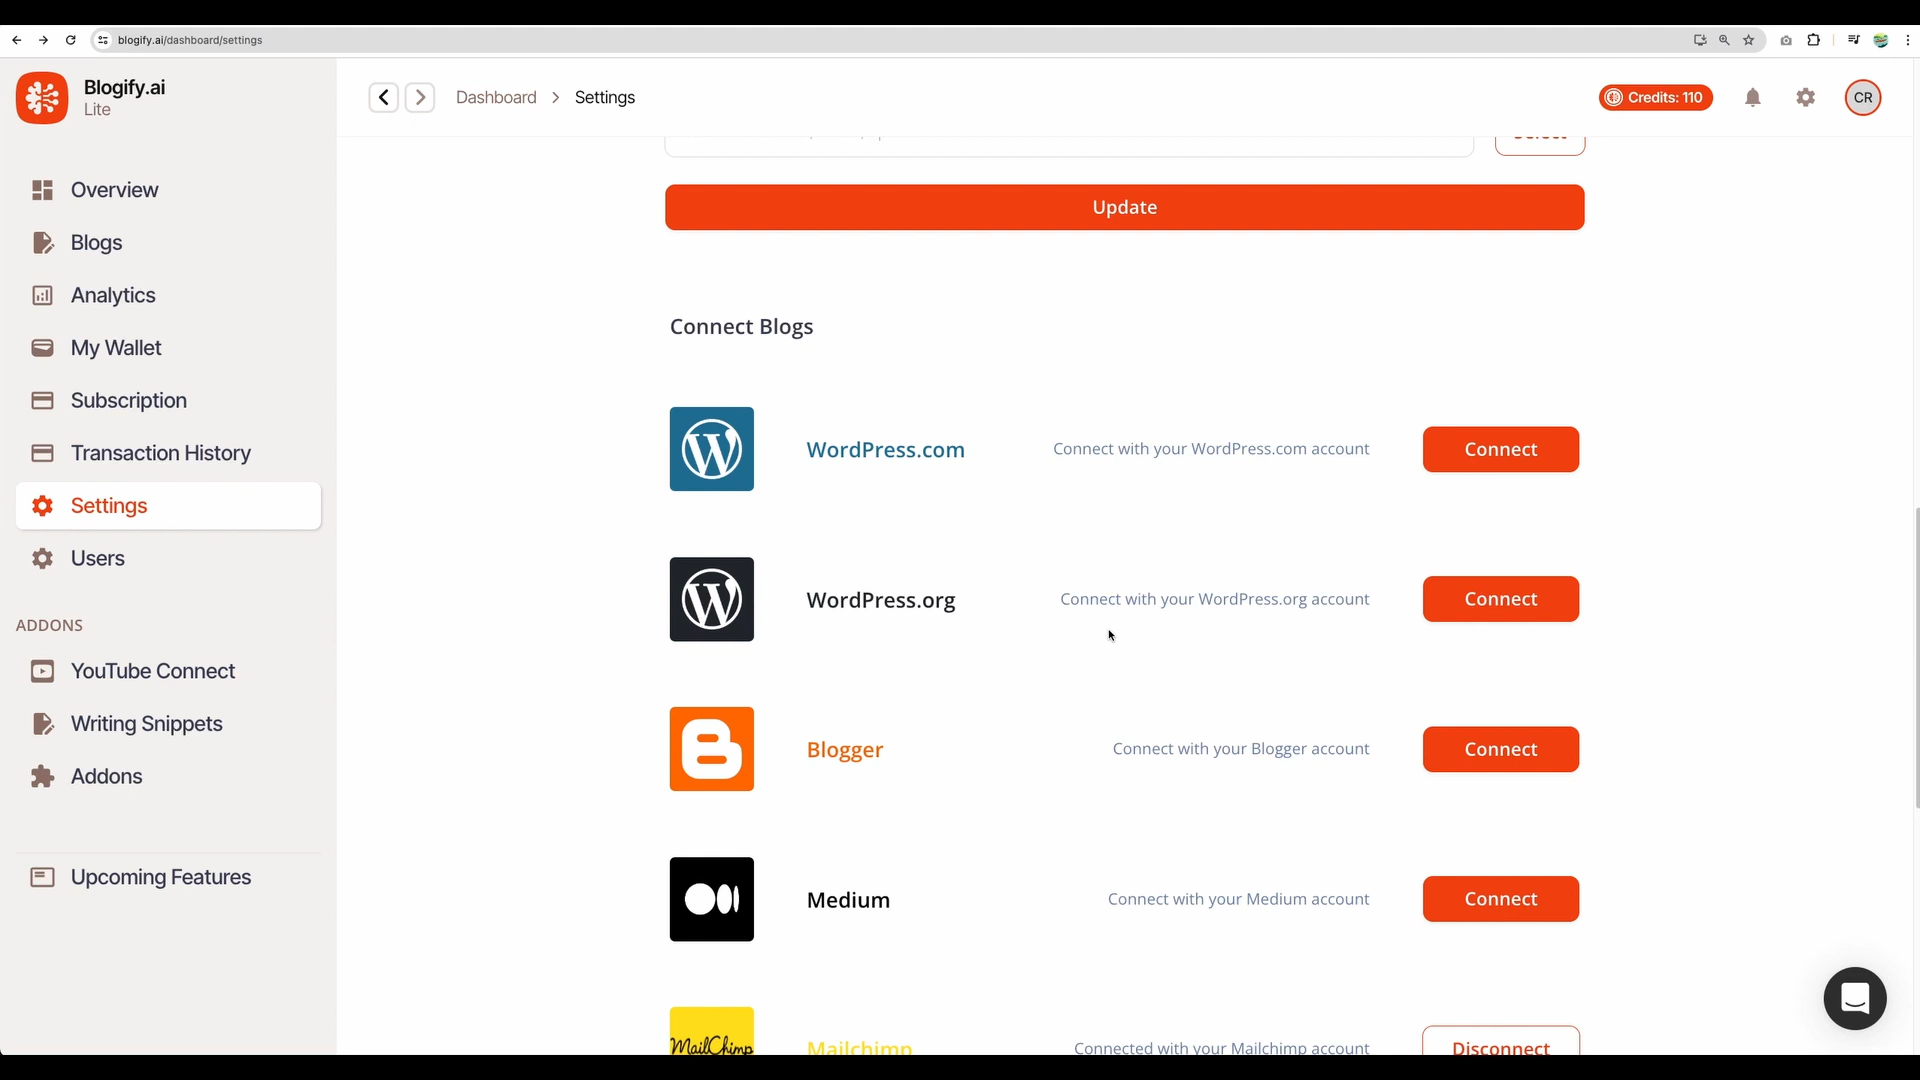 blogify.ai/dashboard/settings
Blogify.ai
Lite
Dashboard > Settings
Credits: 110
CR
Overview
Blogs
Analytics
My Wallet
Subscription
Transaction History
Settings
Users
ADDONS
YouTube Connect
Writing Snippets
Addons
Upcoming Features
Select
Update
Connect Blogs
WordPress.com
Connect with your WordPress.com account
Connect
WordPress.org
Connect with your WordPress.org account
Connect
Blogger
Connect with your Blogger account
Connect
Medium
Connect with your Medium account
Connect
MailChimp
Mailchimp
Connected with your Mailchimp account
Disconnect